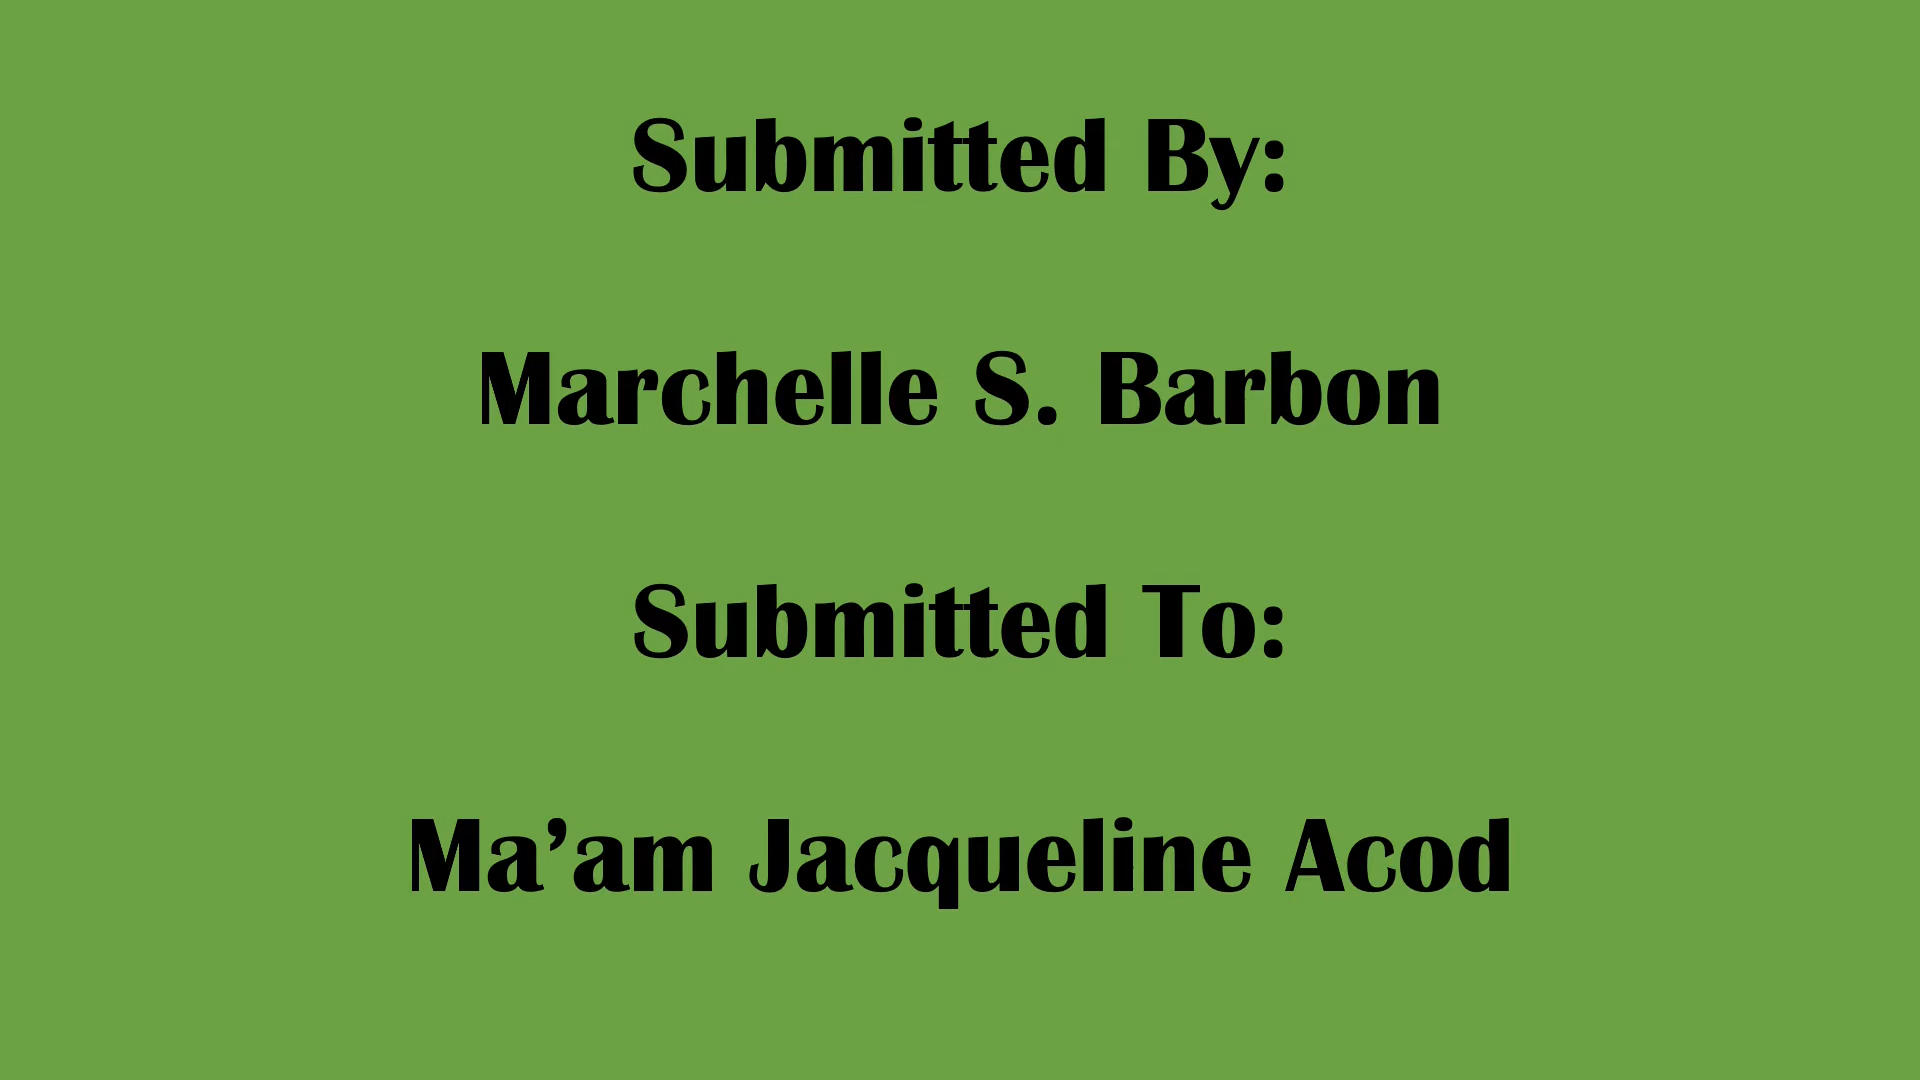 Submitted By:
Marchelle S. Barbon
Submitted To:
Ma’am Jacqueline Acod